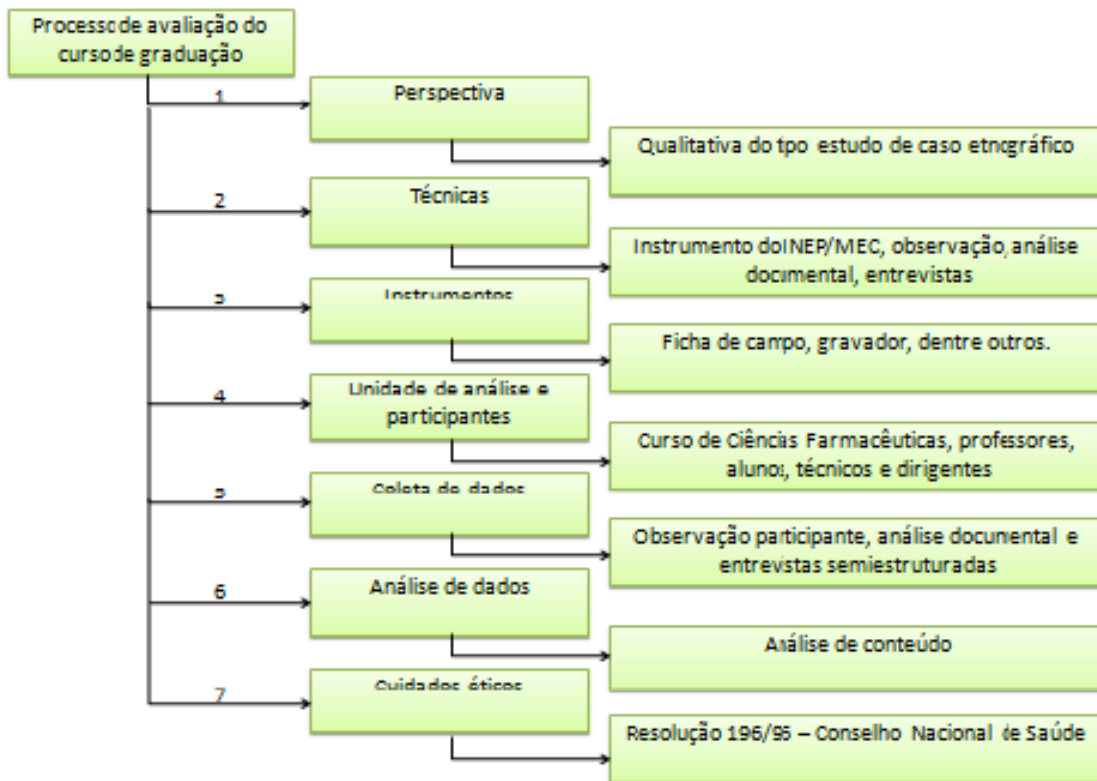 Processo de avaliação do
curso de graduação
1
Perspectiva
Qualitativa do tipo estudo de caso etnográfico
2
Técnicas
Instrumento do INEP/MEC, observação, análise
documental, entrevistas
3
Instrumentos
Ficha de campo, gravador, dentre outros.
4
Unidade de análise e
participantes
Curso de Ciências Farmacêuticas, professores,
alunos, técnicos e dirigentes
5
Coleta de dados
Observação participante, análise documental e
entrevistas semiestruturadas
6
Análise de dados
Análise de conteúdo
7
Cuidados éticos
Resolução 196/96 – Conselho Nacional de Saúde